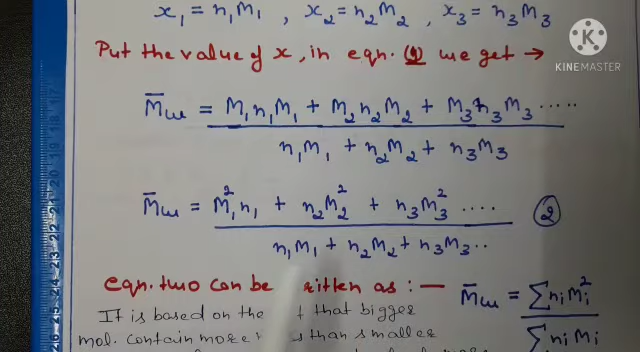 x₁ = n₁M₁ , x₂ = n₂M₂ , x₃ = n₃M₃
Put the value of x, in eqn. (1) we get →
M̅w = M₁n₁M₁ + M₂n₂M₂ + M₃n₃M₃ .....
n₁M₁ + n₂M₂ + n₃M₃
M̅w = M₁²n₁ + n₂M₂² + n₃M₃² .... (2)
n₁M₁ + n₂M₂ + n₃M₃ ..
eqn. two can be written as : —
M̅w = ∑niMi² / ∑niMi
It is based on the that bigger
mol. contain more than smaller
KINEMASTER